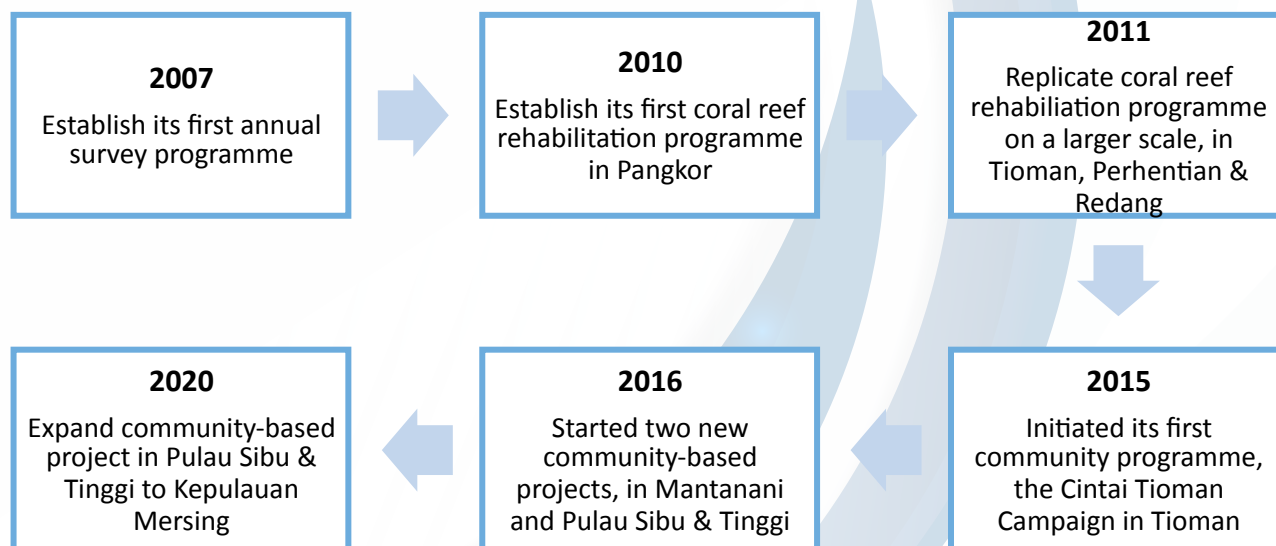 2007
Establish its first annual
survey programme
2010
Establish its first coral reef
rehabilitation programme
in Pangkor
2011
Replicate coral reef
rehabiliation programme
on a larger scale, in
Tioman, Perhentian &
Redang
2015
Initiated its first
community programme,
the Cintai Tioman
Campaign in Tioman
2016
Started two new
community-based
projects, in Mantanani
and Pulau Sibu & Tinggi
2020
Expand community-based
project in Pulau Sibu &
Tinggi to Kepulauan
Mersing